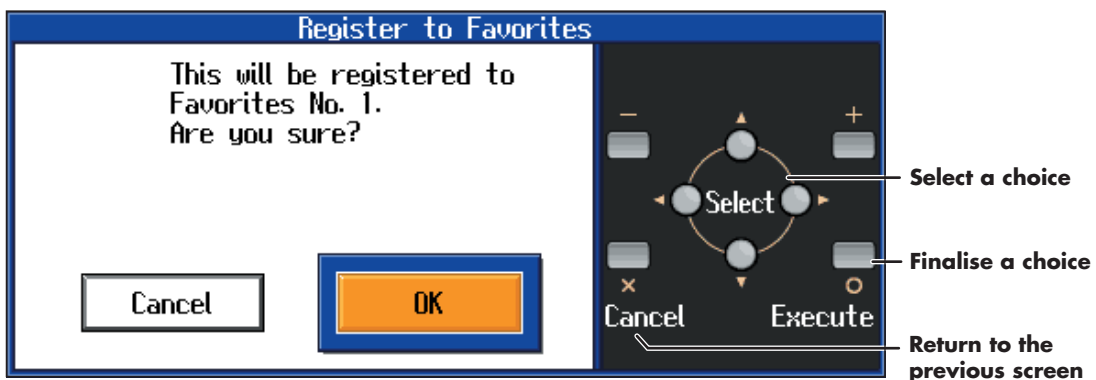 Register to Favorites
This will be registered to
Favorites No. 1.
Are you sure?
Cancel
OK
− +
Select
× ○
Cancel Execute
Select a choice
Finalise a choice
Return to the
previous screen